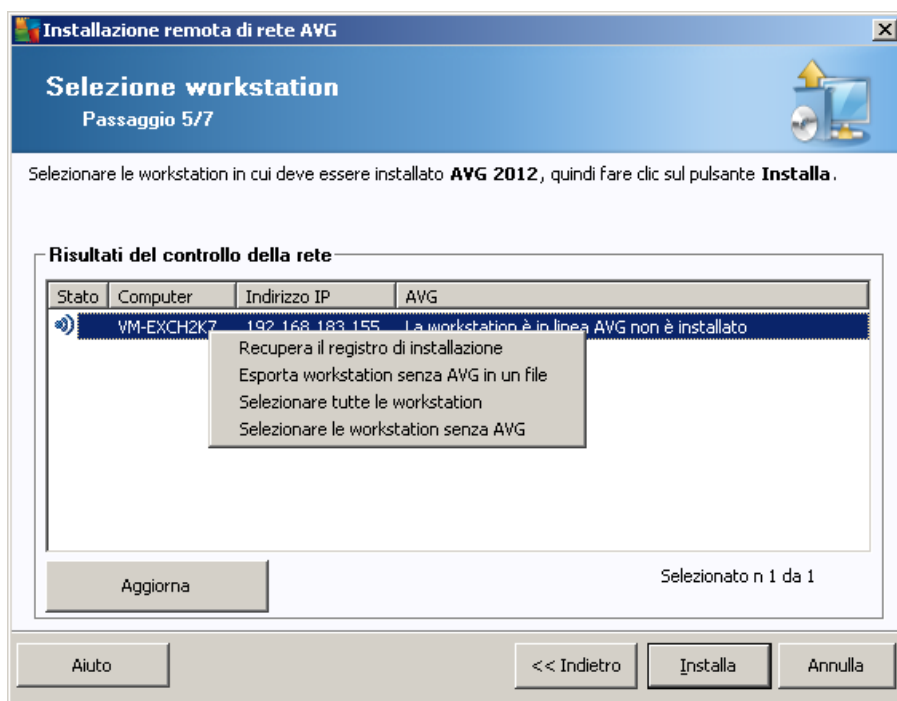 Installazione remota di rete AVG
Selezione workstation
Passaggio 5/7
Selezionare le workstation in cui deve essere installato AVG 2012, quindi fare clic sul pulsante Installa.
Risultati del controllo della rete
Stato Computer Indirizzo IP AVG
VM-EXCH2K7 192.168.183.155 La workstation è in linea AVG non è installato
Recupera il registro di installazione
Esporta workstation senza AVG in un file
Selezionare tutte le workstation
Selezionare le workstation senza AVG
Aggiorna
Selezionato n 1 da 1
Aiuto
<< Indietro
Installa
Annulla